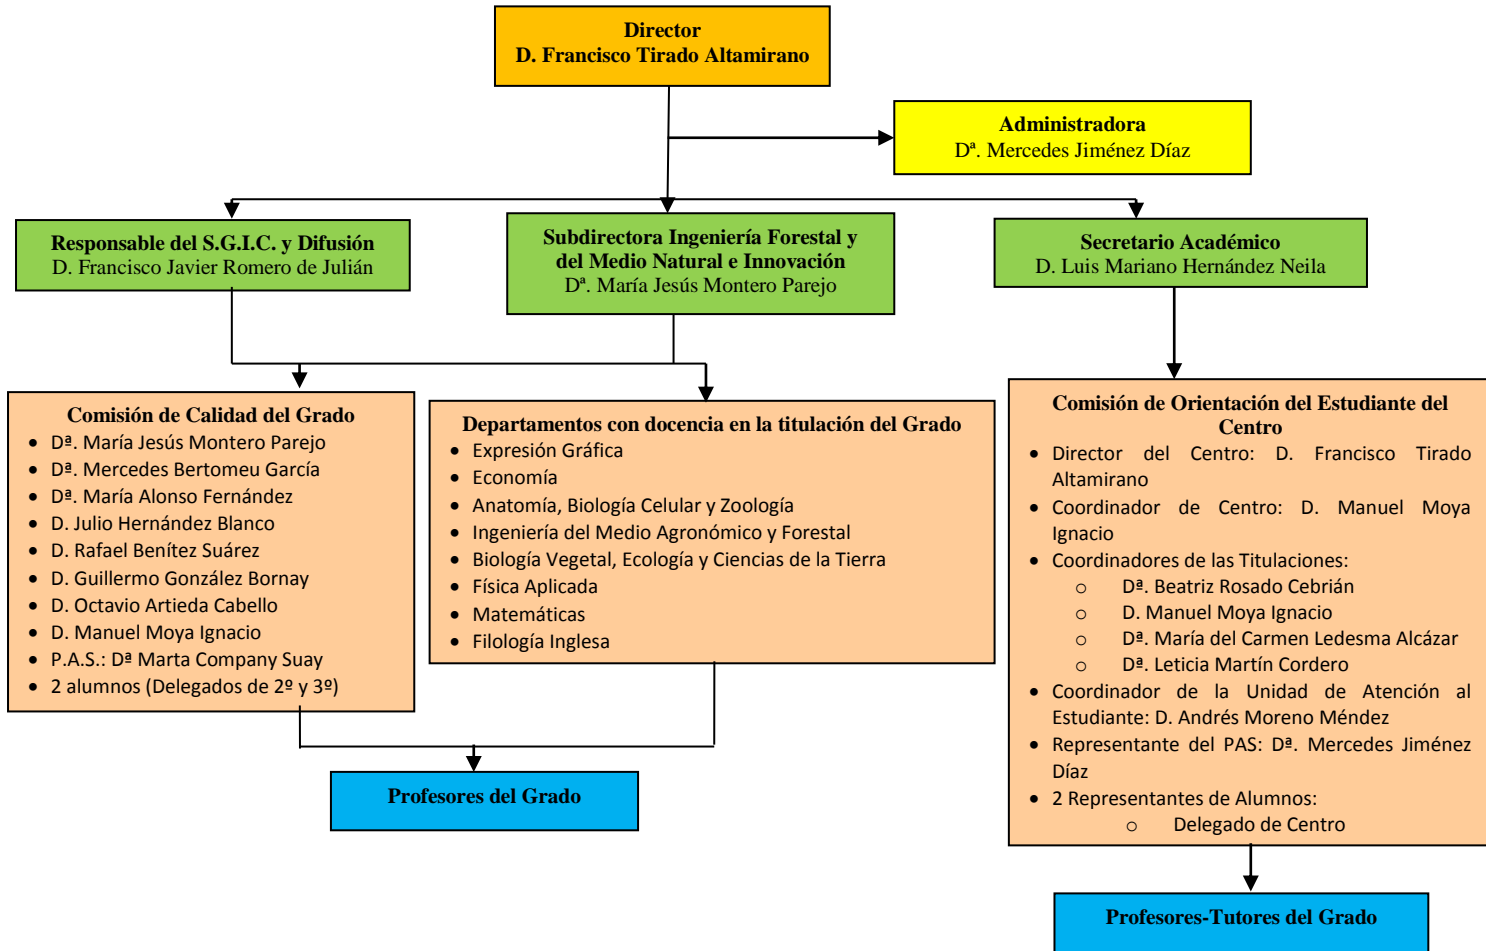 Director
D. Francisco Tirado Altamirano
Administradora
Dª. Mercedes Jiménez Díaz
Responsable del S.G.I.C. y Difusión
D. Francisco Javier Romero de Julián
Subdirectora Ingeniería Forestal y
del Medio Natural e Innovación
Dª. María Jesús Montero Parejo
Secretario Académico
D. Luis Mariano Hernández Neila
Comisión de Calidad del Grado
• Dª. María Jesús Montero Parejo
• Dª. Mercedes Bertomeu García
• Dª. María Alonso Fernández
• D. Julio Hernández Blanco
• D. Rafael Benítez Suárez
• D. Guillermo González Bornay
• D. Octavio Artieda Cabello
• D. Manuel Moya Ignacio
• P.A.S.: Dª Marta Company Suay
• 2 alumnos (Delegados de 2º y 3º)
Departamentos con docencia en la titulación del Grado
• Expresión Gráfica
• Economía
• Anatomía, Biología Celular y Zoología
• Ingeniería del Medio Agronómico y Forestal
• Biología Vegetal, Ecología y Ciencias de la Tierra
• Física Aplicada
• Matemáticas
• Filología Inglesa
Comisión de Orientación del Estudiante del
Centro
• Director del Centro: D. Francisco Tirado
Altamirano
• Coordinador de Centro: D. Manuel Moya
Ignacio
• Coordinadores de las Titulaciones:
o Dª. Beatriz Rosado Cebrián
o D. Manuel Moya Ignacio
o Dª. María del Carmen Ledesma Alcázar
o Dª. Leticia Martín Cordero
• Coordinador de la Unidad de Atención al
Estudiante: D. Andrés Moreno Méndez
• Representante del PAS: Dª. Mercedes Jiménez
Díaz
• 2 Representantes de Alumnos:
o Delegado de Centro
Profesores del Grado
Profesores-Tutores del Grado